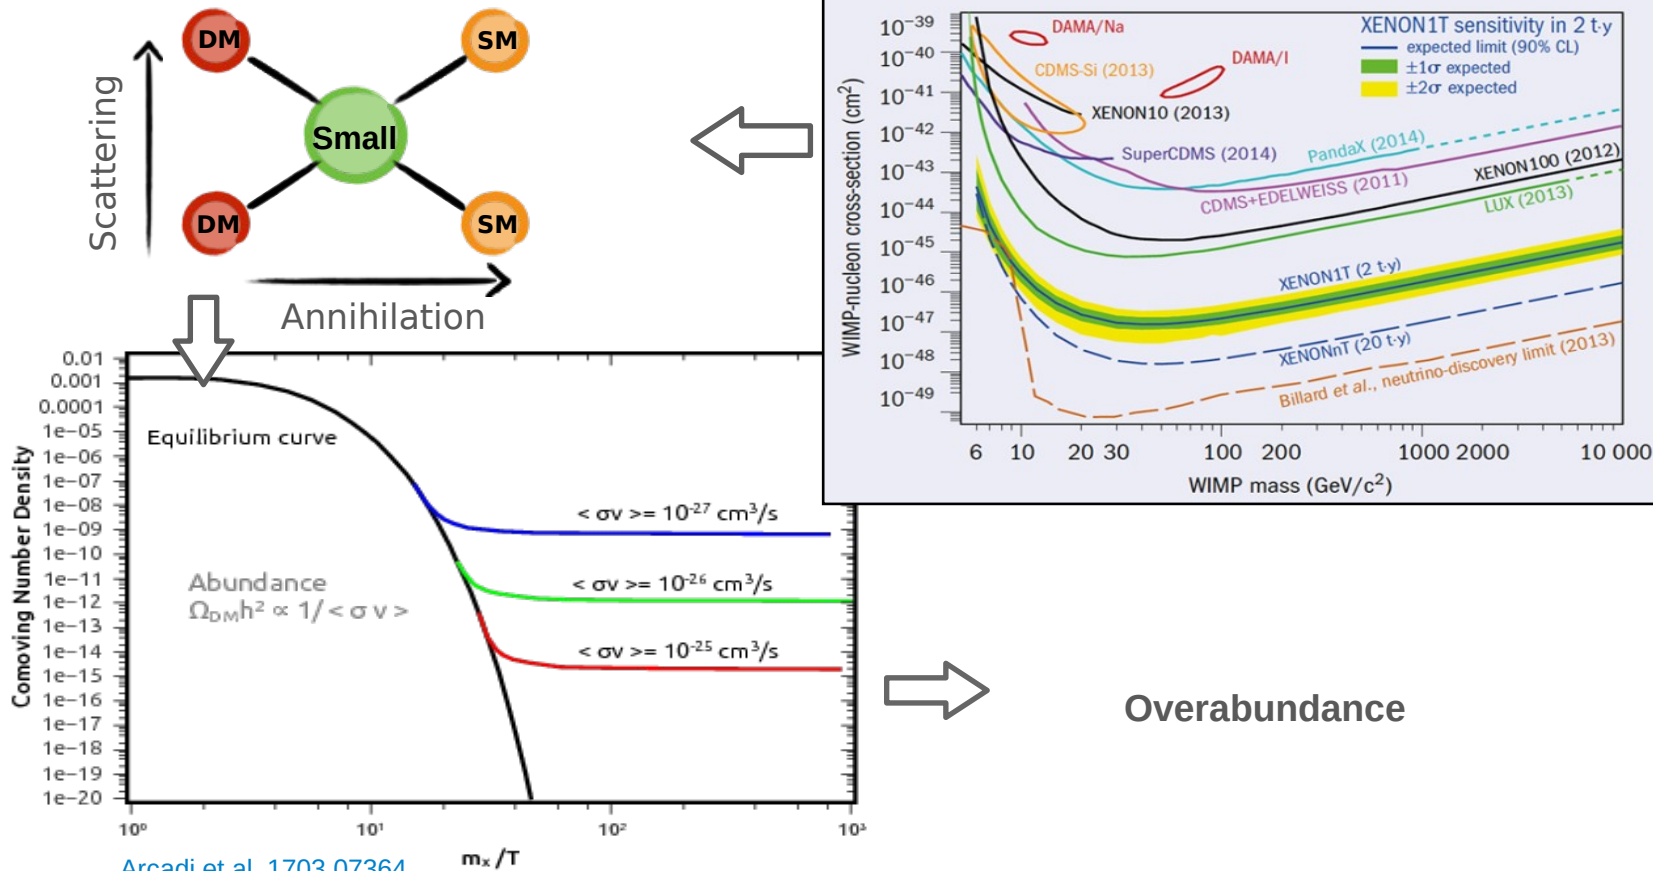 DM
SM
Scattering
Small
DM
SM
Annihilation
WIMP-nucleon cross-section (cm²)
10⁻³⁹
10⁻⁴⁰
10⁻⁴¹
10⁻⁴²
10⁻⁴³
10⁻⁴⁴
10⁻⁴⁵
10⁻⁴⁶
10⁻⁴⁷
10⁻⁴⁸
10⁻⁴⁹
DAMA/Na
DAMA/I
XENON1T sensitivity in 2 t·y
expected limit (90% CL)
±1σ expected
±2σ expected
CDMS-Si (2013)
XENON10 (2013)
SuperCDMS (2014)
PandaX (2014)
CDMS+EDELWEISS (2011)
XENON100 (2012)
LUX (2013)
XENON1T (2 t·y)
XENONnT (20 t·y)
Billard et al., neutrino-discovery limit (2013)
6 10 20 30 100 200 1000 2000 10 000
WIMP mass (GeV/c²)
Comoving Number Density
0.01
0.001
0.0001
1e−05
1e−06
1e−07
1e−08
1e−09
1e−10
1e−11
1e−12
1e−13
1e−14
1e−15
1e−16
1e−17
1e−18
1e−19
1e−20
Equilibrium curve
< σv >= 10⁻²⁷ cm³/s
< σv >= 10⁻²⁶ cm³/s
< σv >= 10⁻²⁵ cm³/s
Abundance
Ω_DM h² ∝ 1/ < σ v >
10⁰ 10¹ 10² 10³
mₓ /T
Overabundance
Arcadi et al. 1703.07364